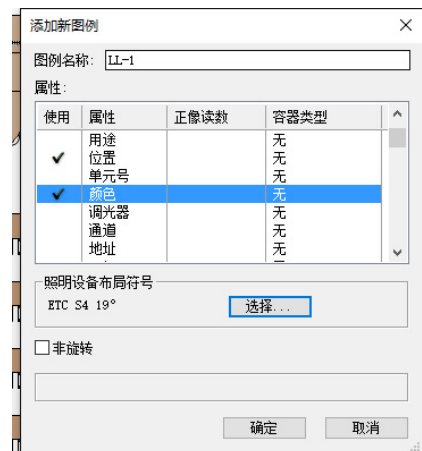 添加新图例
图例名称: LL-1
属性:
使用 属性 正像读数 容器类型
用途 无
位置 无
单元号 无
颜色 无
调光器 无
通道 无
地址 无
照明设备布局符号
ETC S4 19° 选择...
非旋转
确定 取消